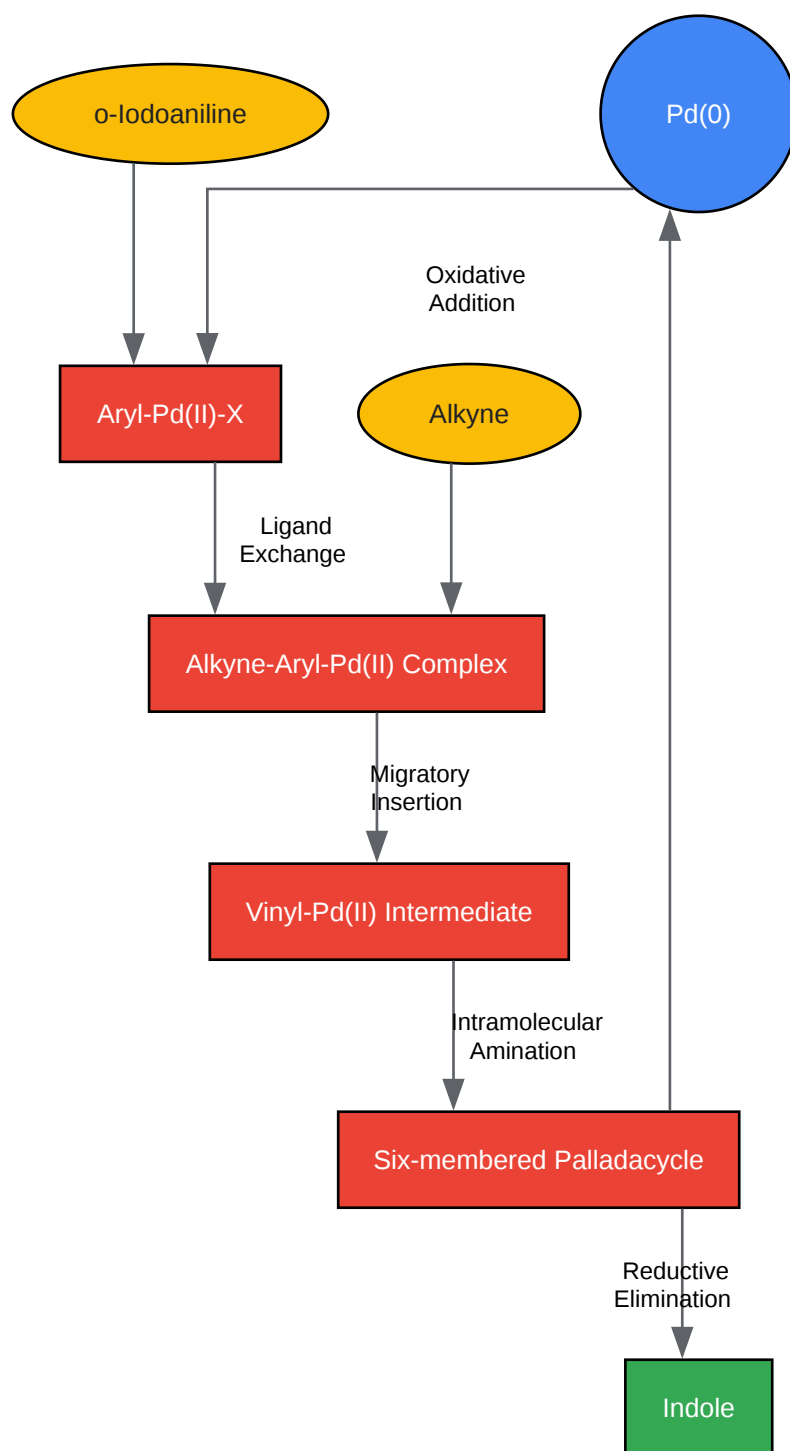 o-Iodoaniline
Pd(0)
Oxidative
Addition
Aryl-Pd(II)-X
Alkyne
Ligand
Exchange
Alkyne-Aryl-Pd(II) Complex
Migratory
Insertion
Vinyl-Pd(II) Intermediate
Intramolecular
Amination
Six-membered Palladacycle
Reductive
Elimination
Indole